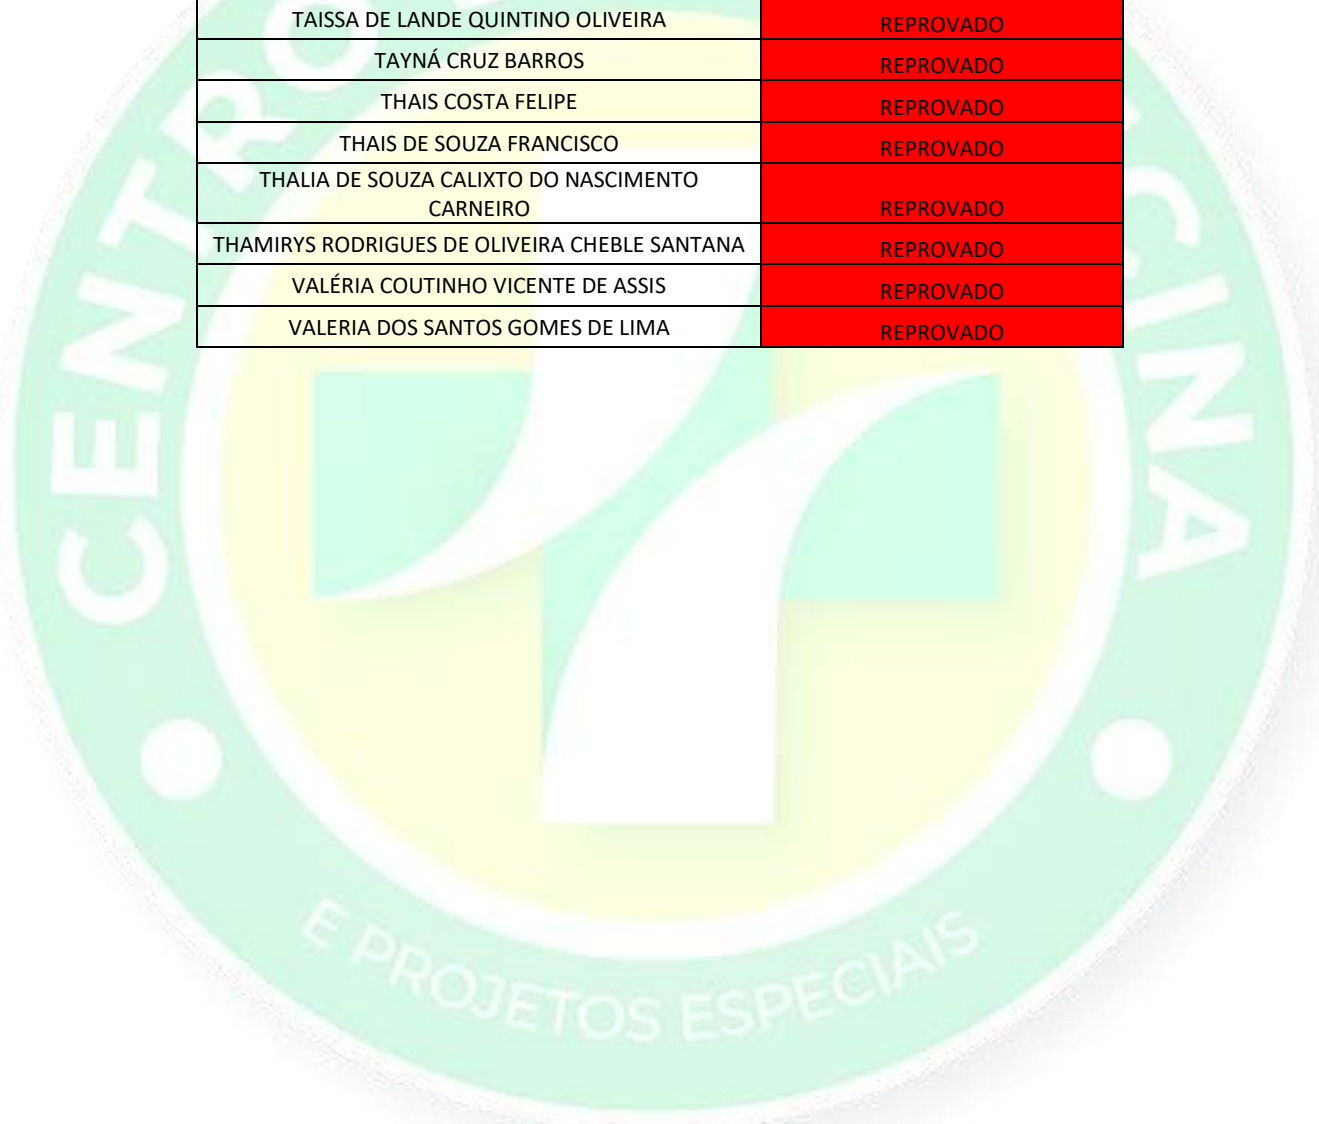 TAISSA DE LANDE QUINTINO OLIVEIRA REPROVADO
TAYNÁ CRUZ BARROS REPROVADO
THAIS COSTA FELIPE REPROVADO
THAIS DE SOUZA FRANCISCO REPROVADO
THALIA DE SOUZA CALIXTO DO NASCIMENTO
CARNEIRO REPROVADO
THAMIRYS RODRIGUES DE OLIVEIRA CHEBLE SANTANA REPROVADO
VALÉRIA COUTINHO VICENTE DE ASSIS REPROVADO
VALERIA DOS SANTOS GOMES DE LIMA REPROVADO
E PROJETOS ESPECIAIS